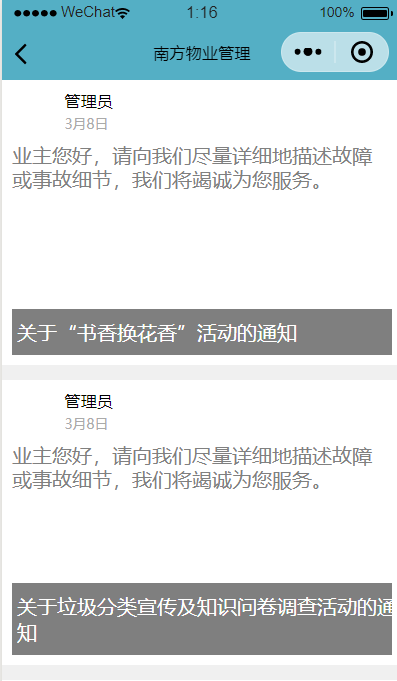 WeChat
1:16
100%
南方物业管理
管理员
3月8日
业主您好，请向我们尽量详细地描述故障
或事故细节，我们将竭诚为您服务。
关于“书香换花香”活动的通知
管理员
3月8日
业主您好，请向我们尽量详细地描述故障
或事故细节，我们将竭诚为您服务。
关于垃圾分类宣传及知识问卷调查活动的通
知